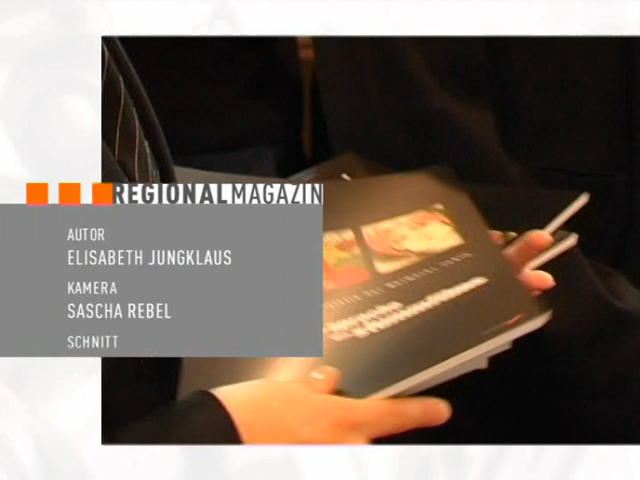 REGIONALMAGAZIN
AUTOR
ELISABETH JUNGKLAUS
KAMERA
SASCHA REBEL
SCHNITT